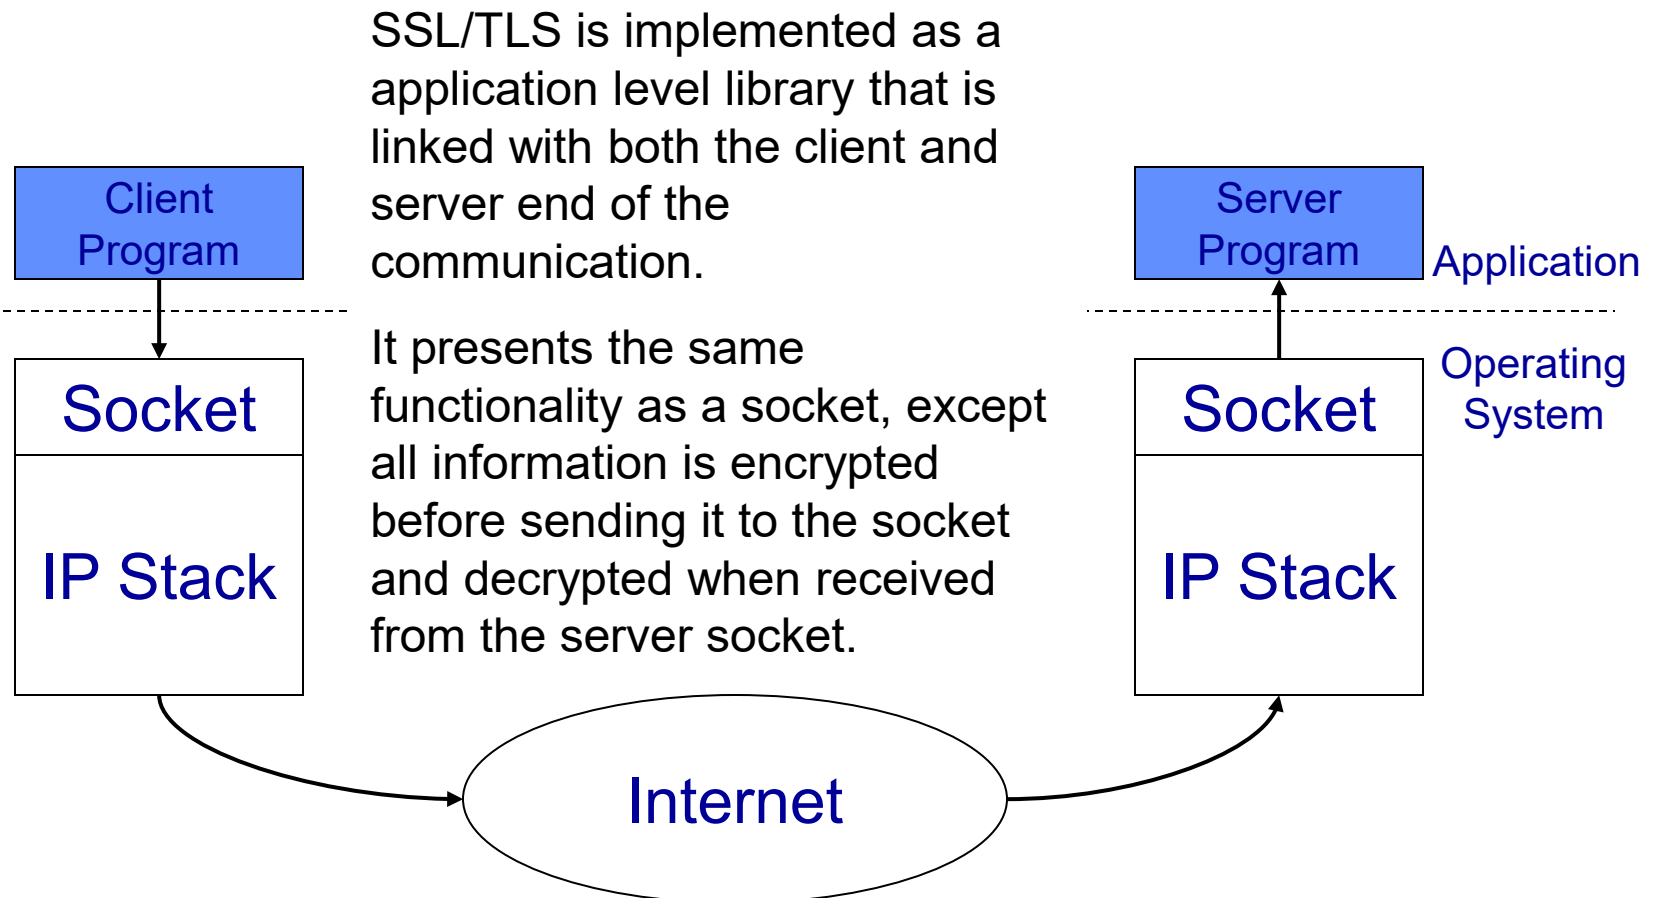 SSL/TLS is implemented as a
application level library that is
linked with both the client and
server end of the
communication.
It presents the same
functionality as a socket, except
all information is encrypted
before sending it to the socket
and decrypted when received
from the server socket.
Client
Program
Socket
IP Stack
Internet
Server
Program
Socket
IP Stack
Application
Operating
System